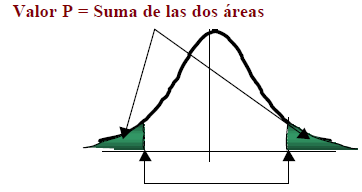 Valor P = Suma de las dos áreas